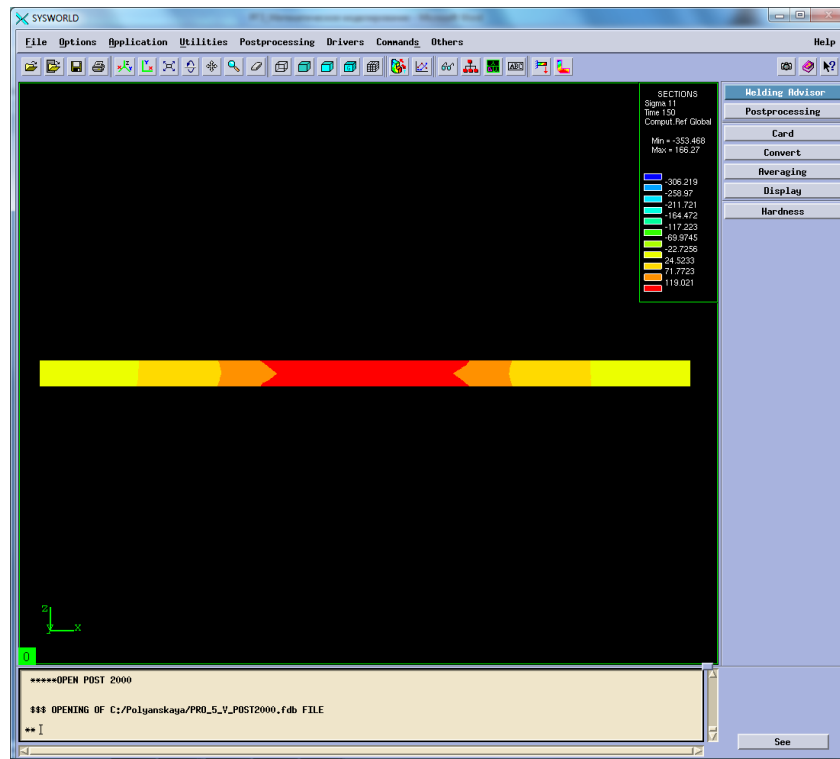 SYSWORLD
File Options Application Utilities Postprocessing Drivers Commands Others Help
ABC
SECTIONS
Sigma 11
Time 150
Comput.Ref Global
Min = -353.468
Max = 166.27
-306.219
-258.97
-211.721
-164.472
-117.223
-69.9745
-22.7256
24.5233
71.7723
119.021
Welding Advisor
Postprocessing
Card
Convert
Averaging
Display
Hardness
Z
Y X
0
*****OPEN POST 2000
$$$ OPENING OF C:/Polyanskaya/PRO_5_V_POST2000.fdb FILE
**
See